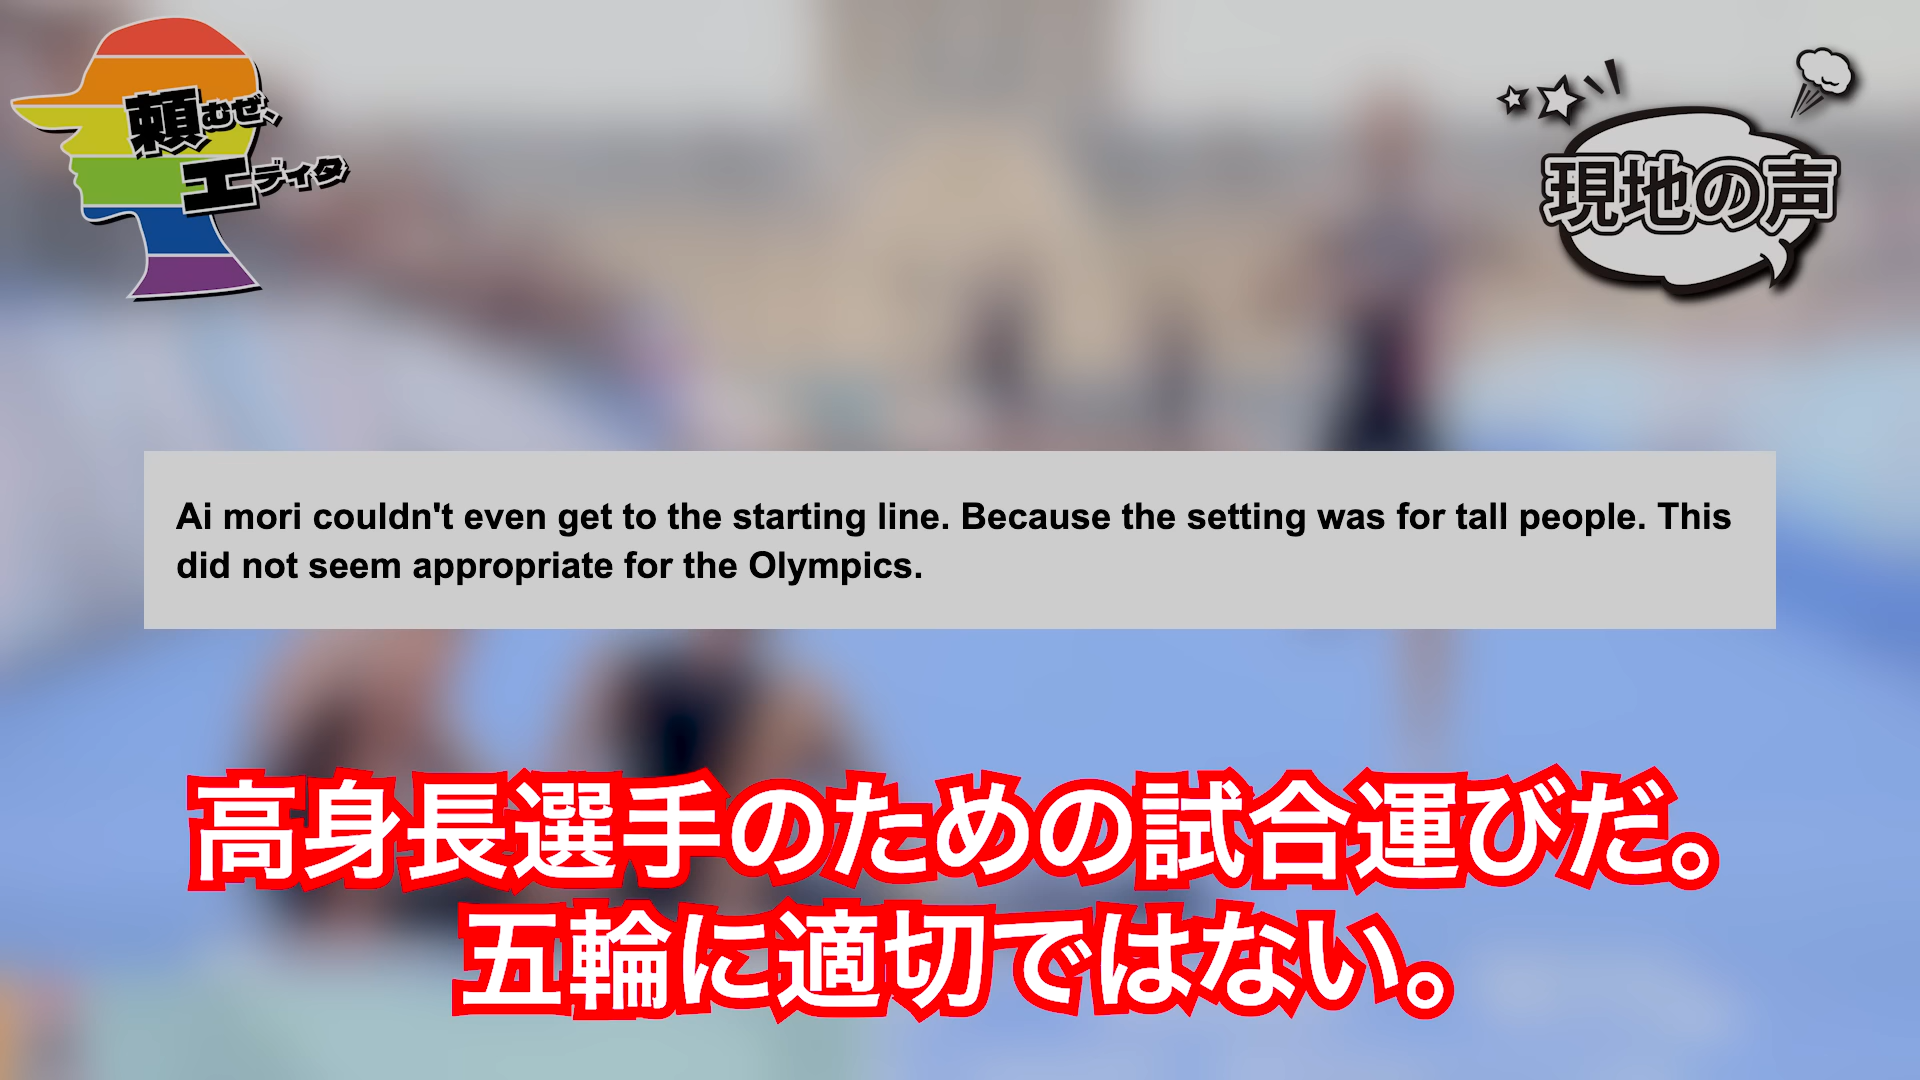 頼むぜ、
エディタ
現地の声
Ai mori couldn't even get to the starting line. Because the setting was for tall people. This
did not seem appropriate for the Olympics.
高身長選手のための試合運びだ。
五輪に適切ではない。